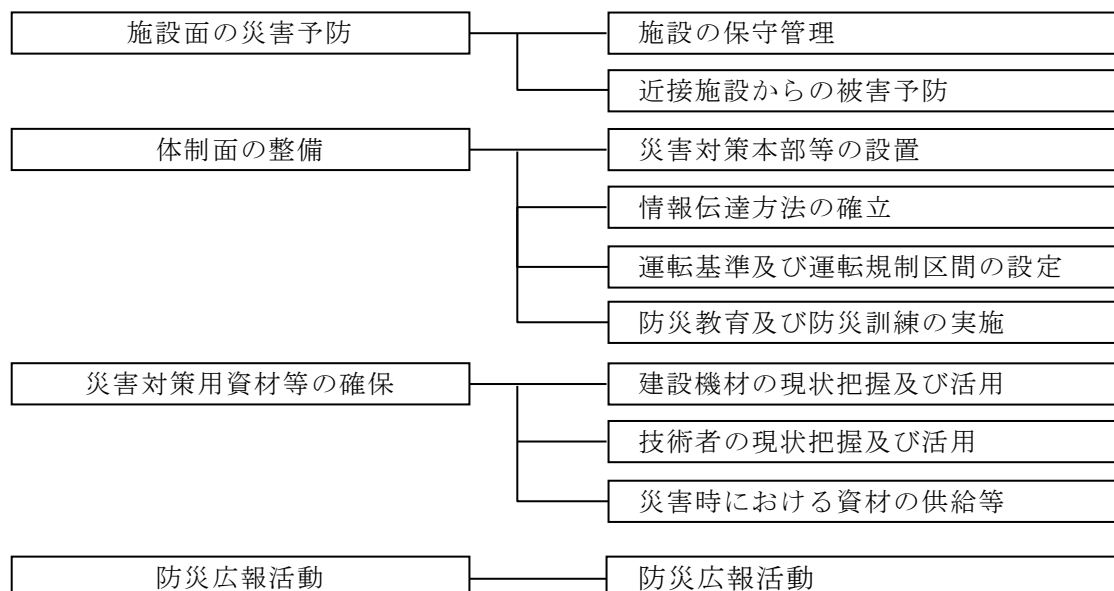 施設面の災害予防
施設の保守管理
近接施設からの被害予防
体制面の整備
災害対策本部等の設置
情報伝達方法の確立
運転基準及び運転規制区間の設定
防災教育及び防災訓練の実施
災害対策用資材等の確保
建設機材の現状把握及び活用
技術者の現状把握及び活用
災害時における資材の供給等
防災広報活動
防災広報活動